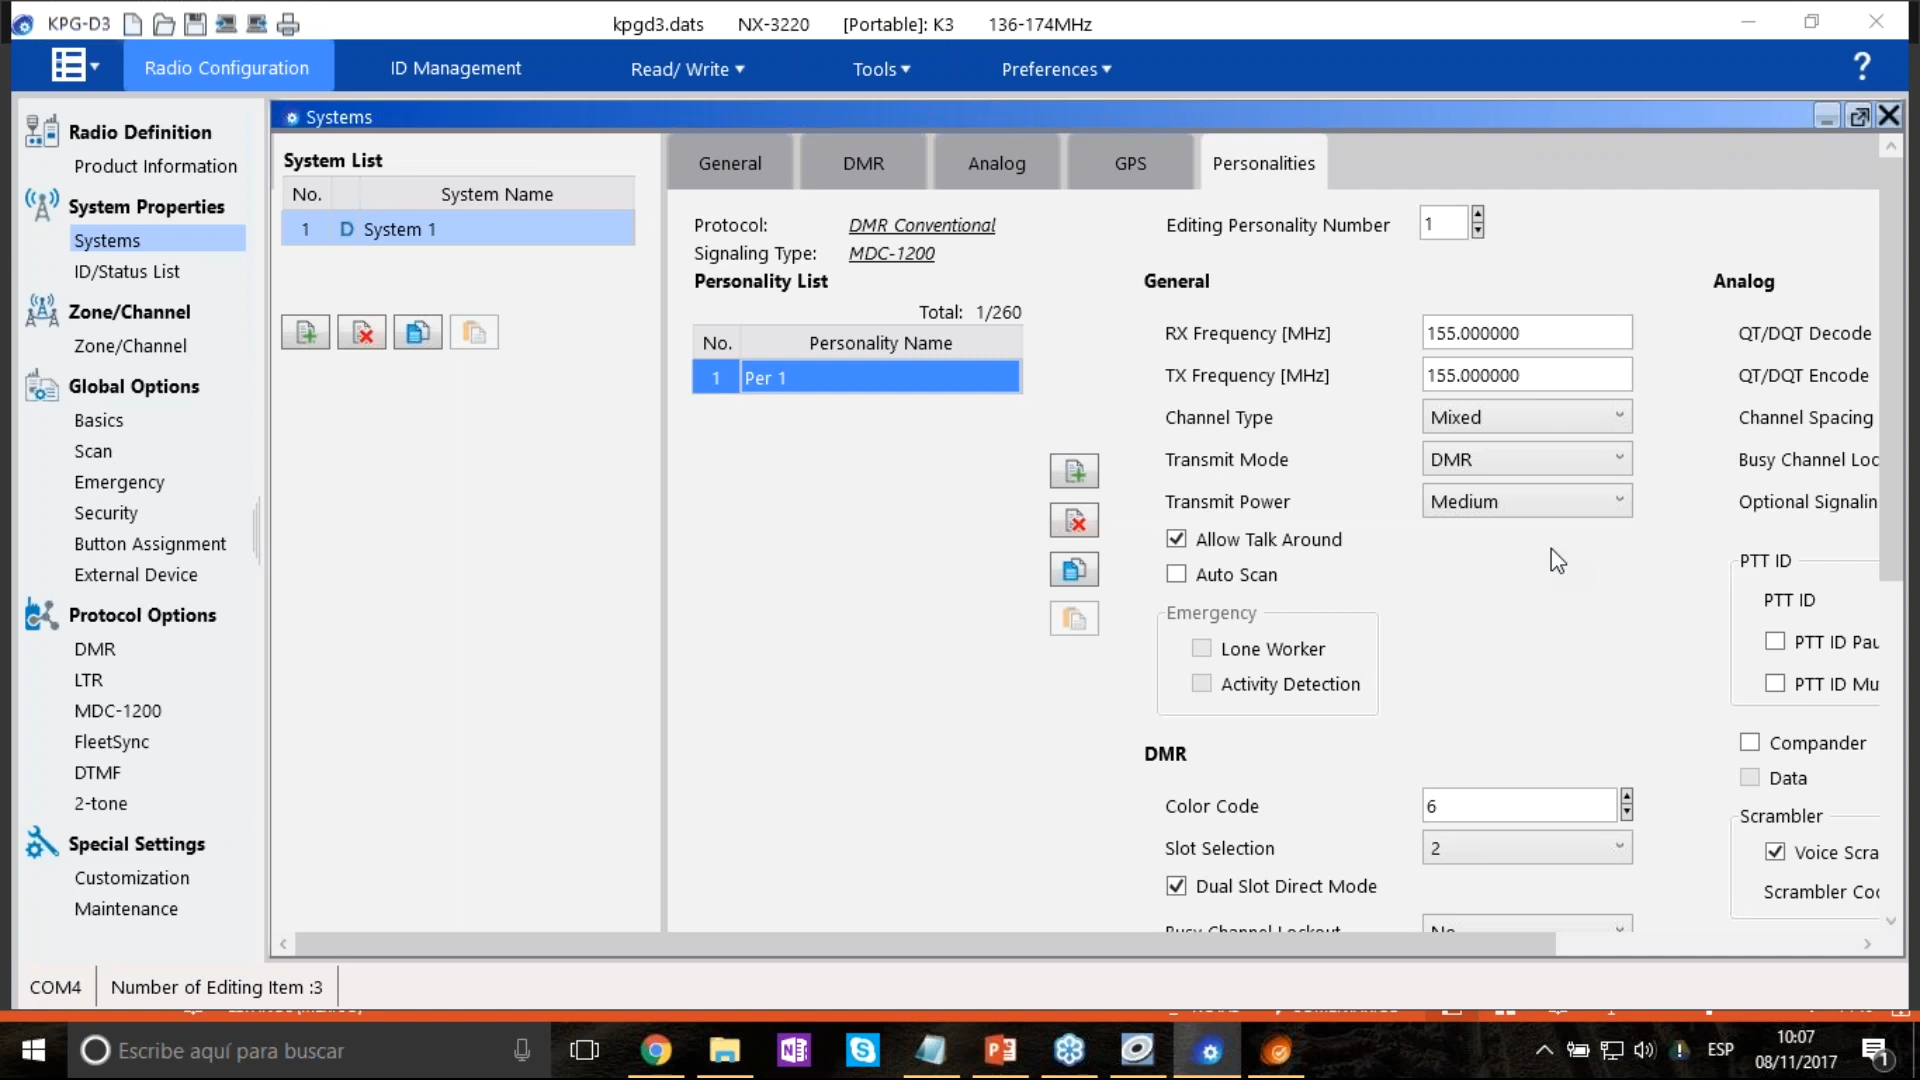 KPG-D3
kpgd3.dats NX-3220 [Portable]: K3 136-174MHz
Radio Configuration ID Management Read/ Write Tools Preferences ?
Radio Definition
Product Information
System Properties
Systems
ID/Status List
Zone/Channel
Zone/Channel
Global Options
Basics
Scan
Emergency
Security
Button Assignment
External Device
Protocol Options
DMR
LTR
MDC-1200
FleetSync
DTMF
2-tone
Special Settings
Customization
Maintenance
Systems
System List
No. System Name
1 D System 1
General DMR Analog GPS Personalities
Protocol: DMR Conventional
Signaling Type: MDC-1200
Personality List
Total: 1/260
No. Personality Name
1 Per 1
Editing Personality Number 1
General
RX Frequency [MHz] 155.000000
TX Frequency [MHz] 155.000000
Channel Type Mixed
Transmit Mode DMR
Transmit Power Medium
Allow Talk Around
Auto Scan
Emergency
Lone Worker
Activity Detection
DMR
Color Code 6
Slot Selection 2
Dual Slot Direct Mode
Busy Channel Lockout No
Analog
QT/DQT Decode
QT/DQT Encode
Channel Spacing
Busy Channel Loc
Optional Signalin
PTT ID
PTT ID
PTT ID Pau
PTT ID Mu
Compander
Data
Scrambler
Voice Scra
Scrambler Coc
COM4 Number of Editing Item :3
Escribe aquí para buscar
ESP
10:07
08/11/2017
1